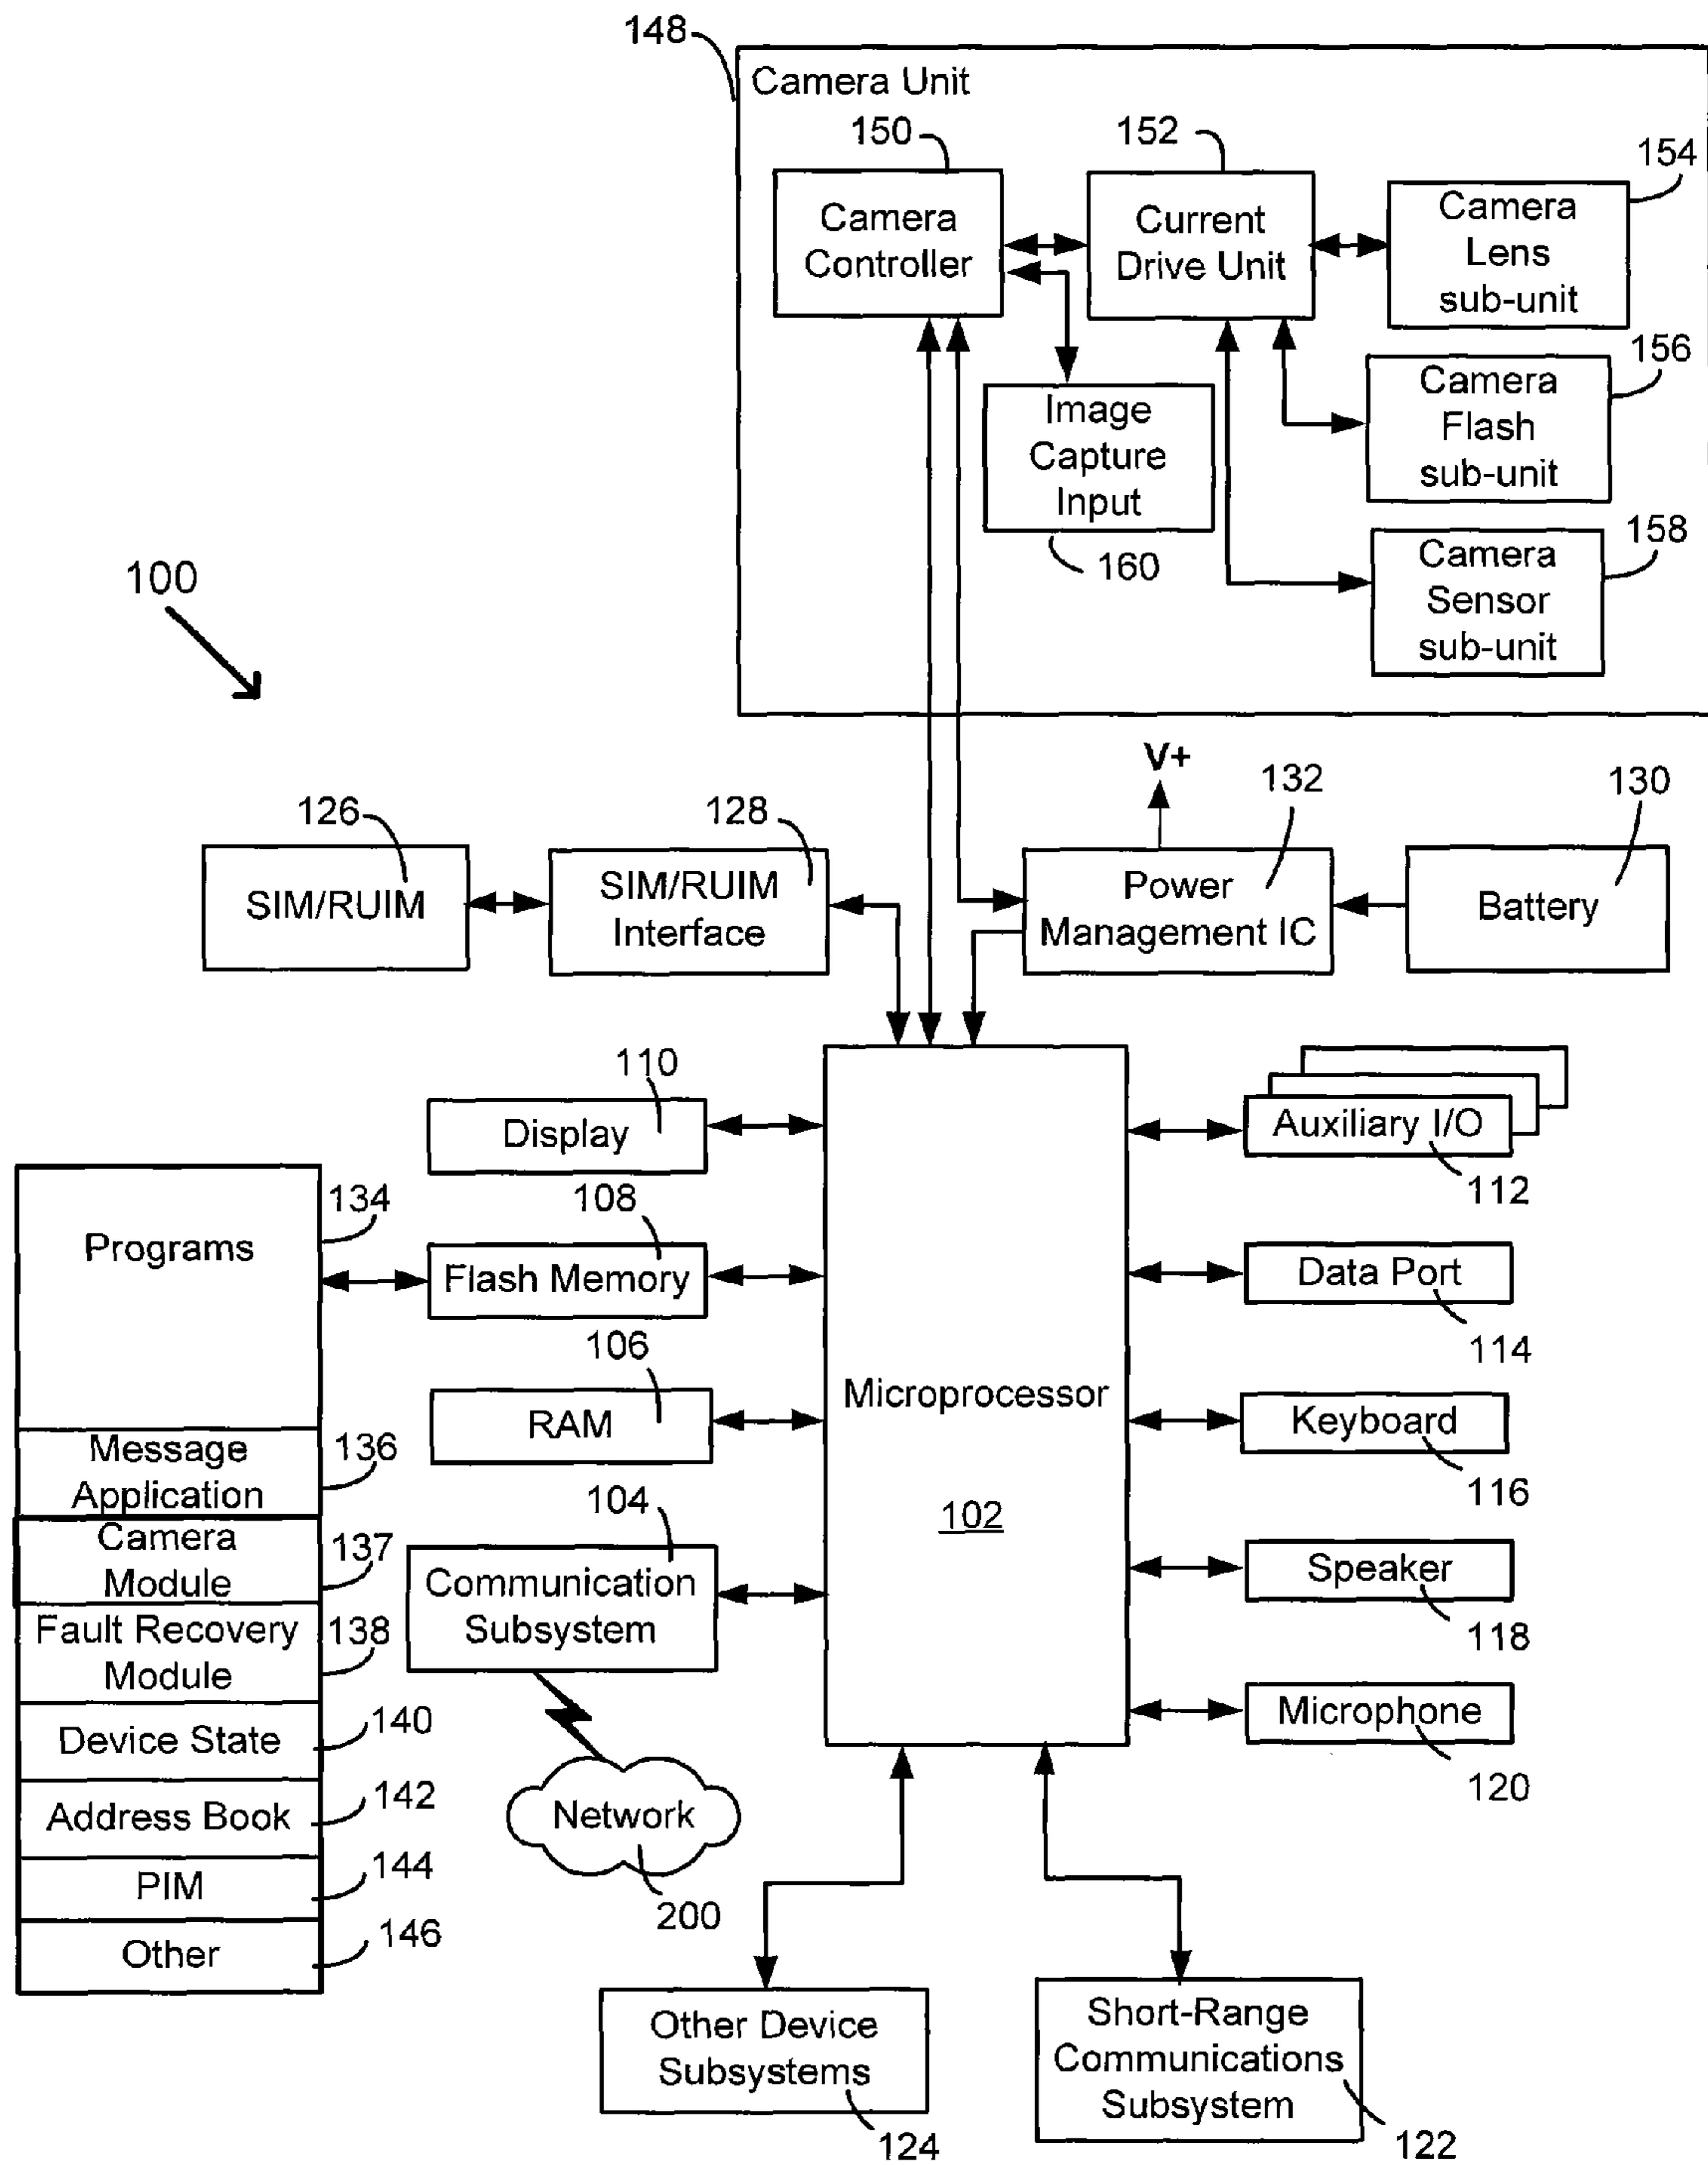 148
Camera Unit
150
152
154
Camera
Controller
Current
Drive Unit
Camera
Lens
sub-unit
156
Camera
Flash
sub-unit
Image
Capture
Input
160
158
Camera
Sensor
sub-unit
100
V+
132
130
126
128
SIM/RUIM
SIM/RUIM
Interface
Power
Management IC
Battery
110
Display
Auxiliary I/O
112
134
Programs
108
Flash Memory
Data Port
114
106
RAM
Microprocessor
102
Keyboard
116
Message
Application
136
104
Communication
Subsystem
Camera
Module
137
Speaker
118
Fault Recovery
Module
138
Device State
140
Microphone
120
Address Book
142
Network
200
PIM
144
Other
146
Other Device
Subsystems
124
Short-Range
Communications
Subsystem
122